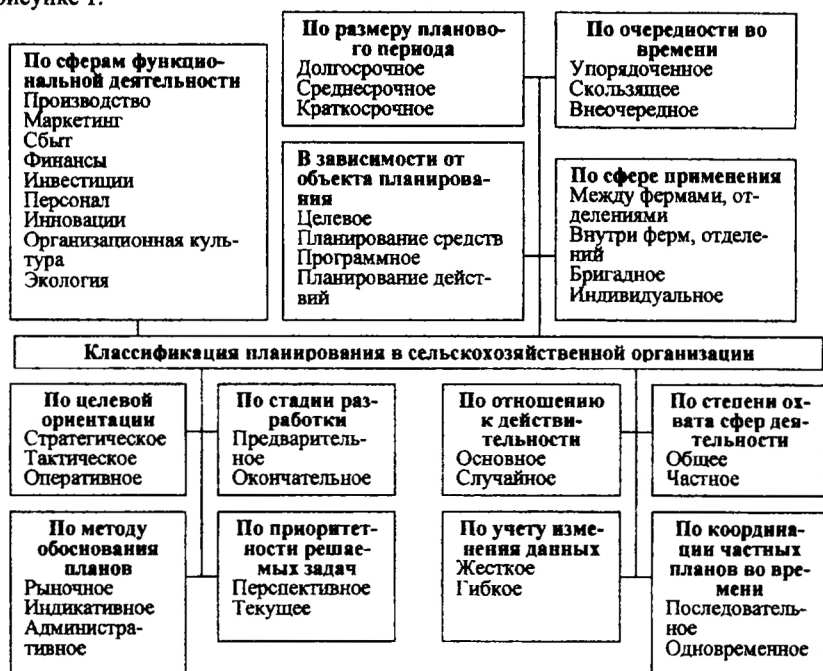 рисунке 1.
По сферам функцио-
нальной деятельности
Производство
Маркетинг
Сбыт
Финансы
Инвестиции
Персонал
Инновации
Организационная куль-
тура
Экология
По размеру планово-
го периода
Долгосрочное
Среднесрочное
Краткосрочное
По очередности во
времени
Упорядоченное
Скользящее
Внеочередное
В зависимости от
объекта планирова-
ния
Целевое
Планирование средств
Программное
Планирование дейст-
вий
По сфере применения
Между фермами, от-
делениями
Внутри ферм, отделе-
ний
Бригадное
Индивидуальное
Классификация планирования в сельскохозяйственной организации
По целевой
ориентации
Стратегическое
Тактическое
Оперативное
По стадии раз-
работки
Предваритель-
ное
Окончательное
По отношению
к действи-
тельности
Основное
Случайное
По степени ох-
вата сфер дея-
тельности
Общее
Частное
По методу
обоснования
планов
Рыночное
Индикативное
Администра-
тивное
По приоритет-
ности решае-
мых задач
Перспективное
Текущее
По учету изме-
нения данных
Жесткое
Гибкое
По координа-
ции частных
планов во вре-
мени
Последователь-
ное
Одновременное